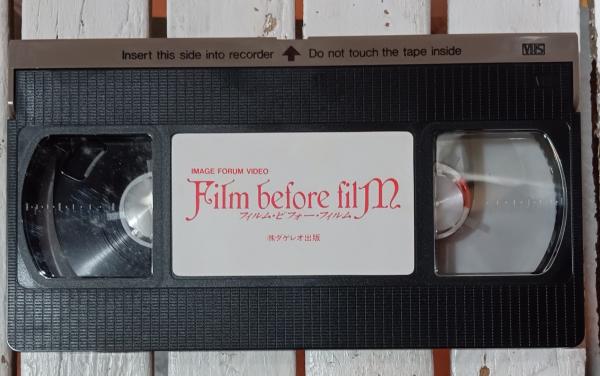 Insert this side into recorder ↑ Do not touch the tape inside VHS
IMAGE FORUM VIDEO
Film before filM
フィルム・ビフォー・フィルム
㈱ダゲレオ出版